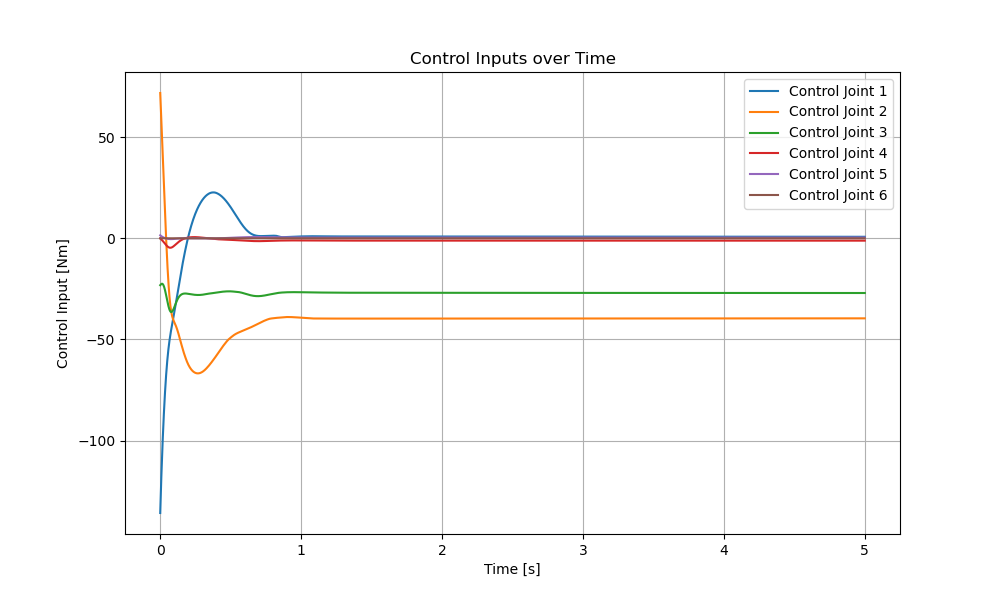 Control Inputs over Time
Control Input [Nm]
50
0
−50
−100
Control Joint 1
Control Joint 2
Control Joint 3
Control Joint 4
Control Joint 5
Control Joint 6
0 1 2 3 4 5
Time [s]